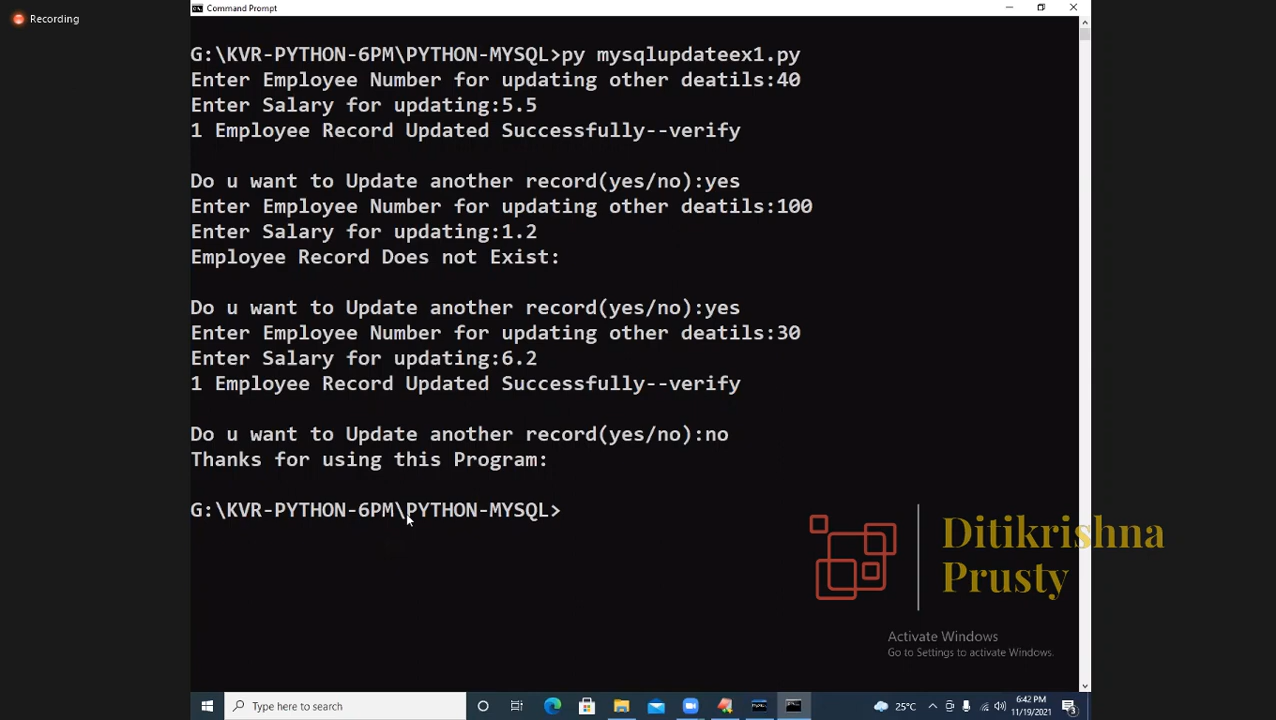 Recording
Command Prompt
G:\KVR-PYTHON-6PM\PYTHON-MYSQL>py mysqlupdateex1.py
Enter Employee Number for updating other deatils:40
Enter Salary for updating:5.5
1 Employee Record Updated Successfully--verify
Do u want to Update another record(yes/no):yes
Enter Employee Number for updating other deatils:100
Enter Salary for updating:1.2
Employee Record Does not Exist:
Do u want to Update another record(yes/no):yes
Enter Employee Number for updating other deatils:30
Enter Salary for updating:6.2
1 Employee Record Updated Successfully--verify
Do u want to Update another record(yes/no):no
Thanks for using this Program:
G:\KVR-PYTHON-6PM\PYTHON-MYSQL>
Ditikrishna
Prusty
Activate Windows
Go to Settings to activate Windows.
Type here to search
25°C
6:42 PM
11/19/2021
3